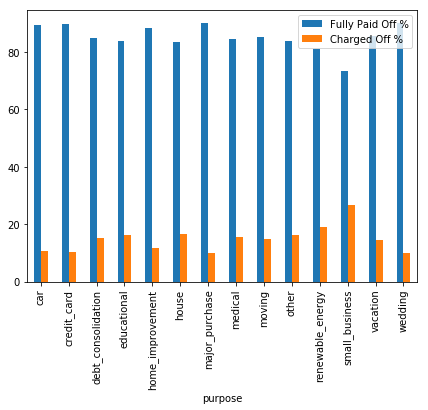 Fully Paid Off %
Charged Off %
80
60
40
20
0
car
credit_card
debt_consolidation
educational
home_improvement
house
major_purchase
medical
moving
other
renewable_energy
small_business
vacation
wedding
purpose